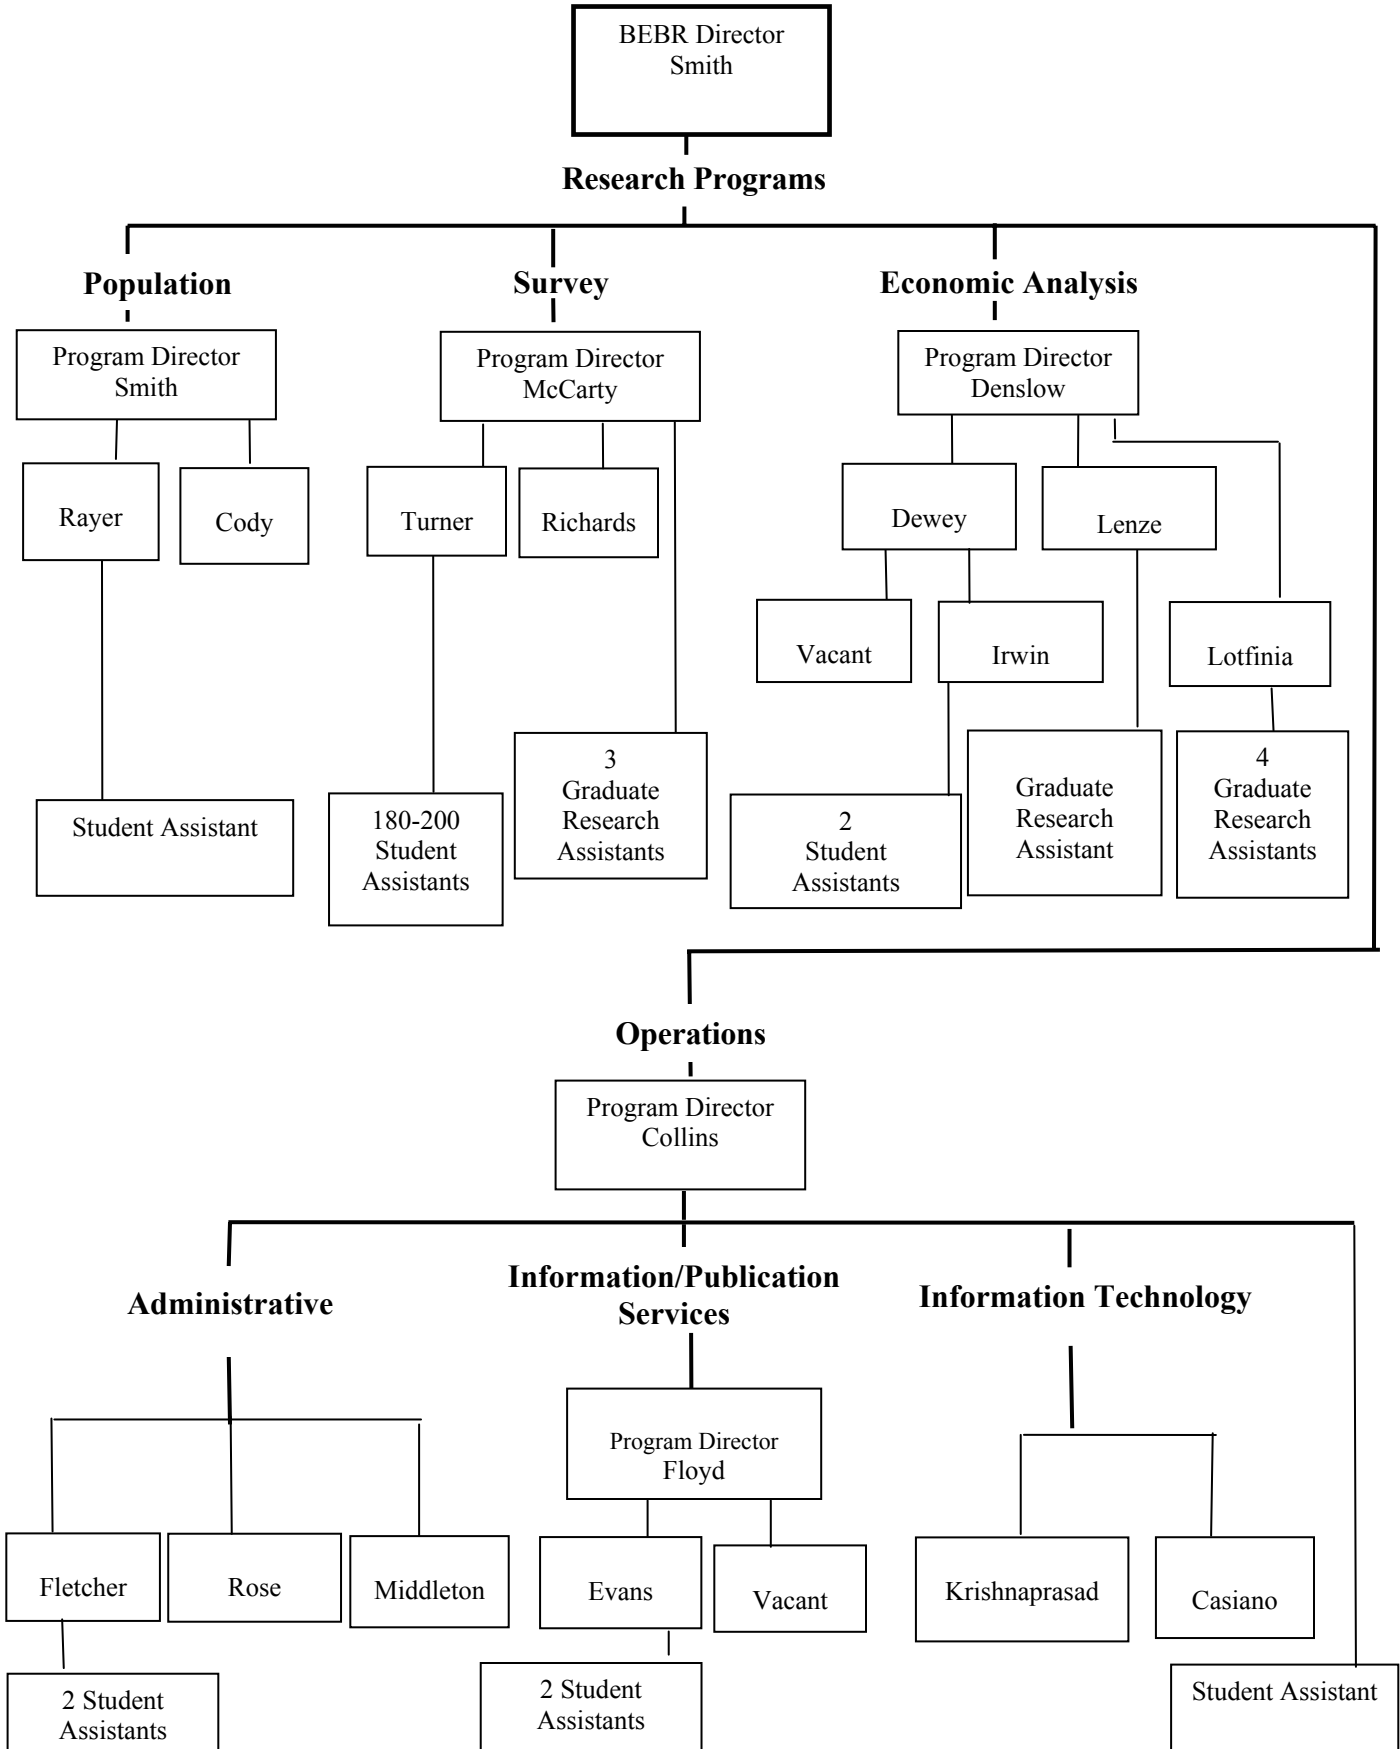 BEBR Director
Smith
Research Programs
Population
Survey
Economic Analysis
Program Director
Smith
Program Director
McCarty
Program Director
Denslow
Rayer
Cody
Turner
Richards
Dewey
Lenze
Vacant
Irwin
Lotfinia
Student Assistant
180-200
Student
Assistants
3
Graduate
Research
Assistants
2
Student
Assistants
Graduate
Research
Assistant
4
Graduate
Research
Assistants
Operations
Program Director
Collins
Administrative
Information/Publication
Services
Information Technology
Program Director
Floyd
Fletcher
Rose
Middleton
Evans
Vacant
Krishnaprasad
Casiano
2 Student
Assistants
2 Student
Assistants
Student Assistant